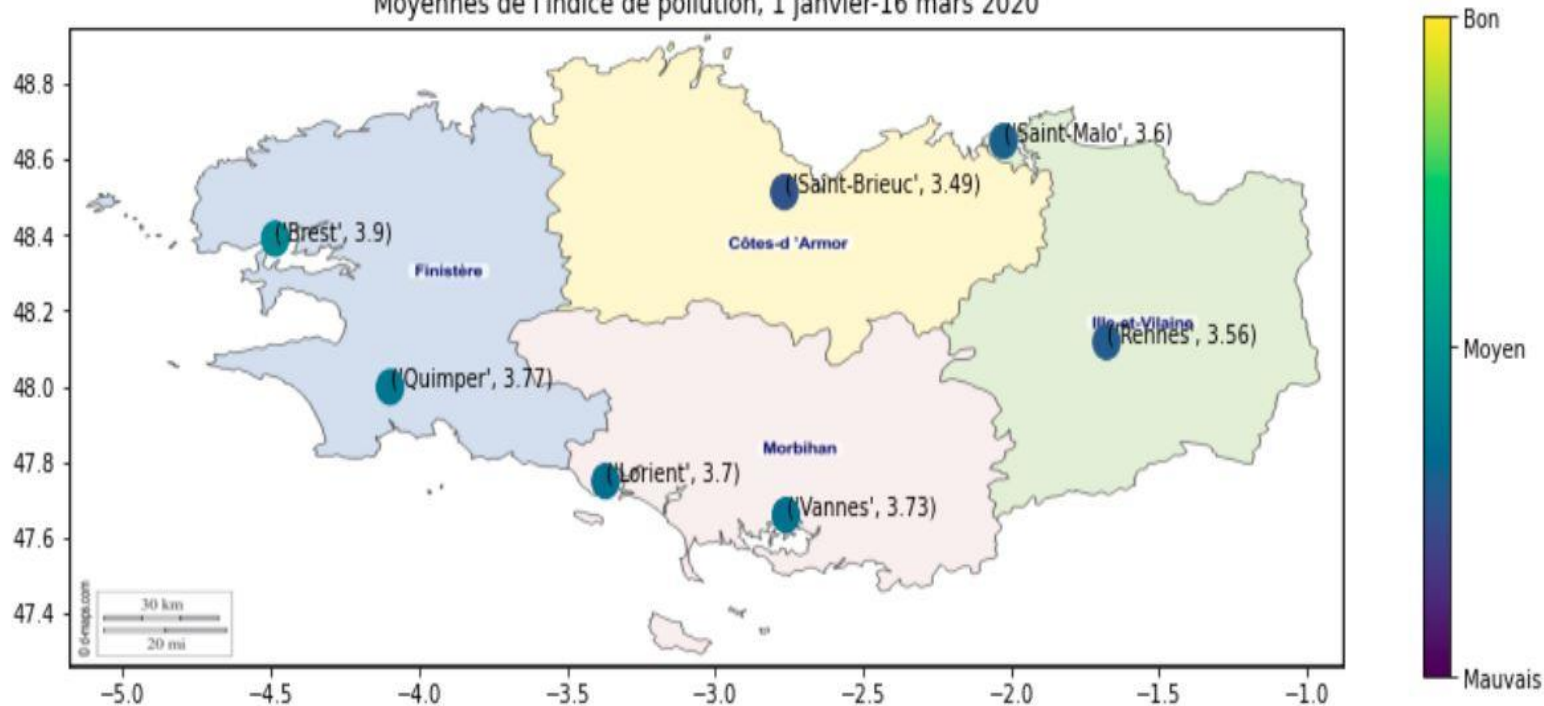 Moyennes de l'indice de pollution, 1 janvier-16 mars 2020
Bon
48.8
('Saint-Malo', 3.6)
48.6
('Saint-Brieuc', 3.49)
48.4
('Brest', 3.9)
Côtes-d 'Armor
Finistère
48.2
Ille-et-Vilaine
('Rennes', 3.56)
Moyen
48.0
('Quimper', 3.77)
47.8
Morbihan
('Lorient', 3.7)
('Vannes', 3.73)
47.6
47.4
30 km
20 mi
© d-maps.com
−5.0
−4.5
−4.0
−3.5
−3.0
−2.5
−2.0
−1.5
−1.0
Mauvais